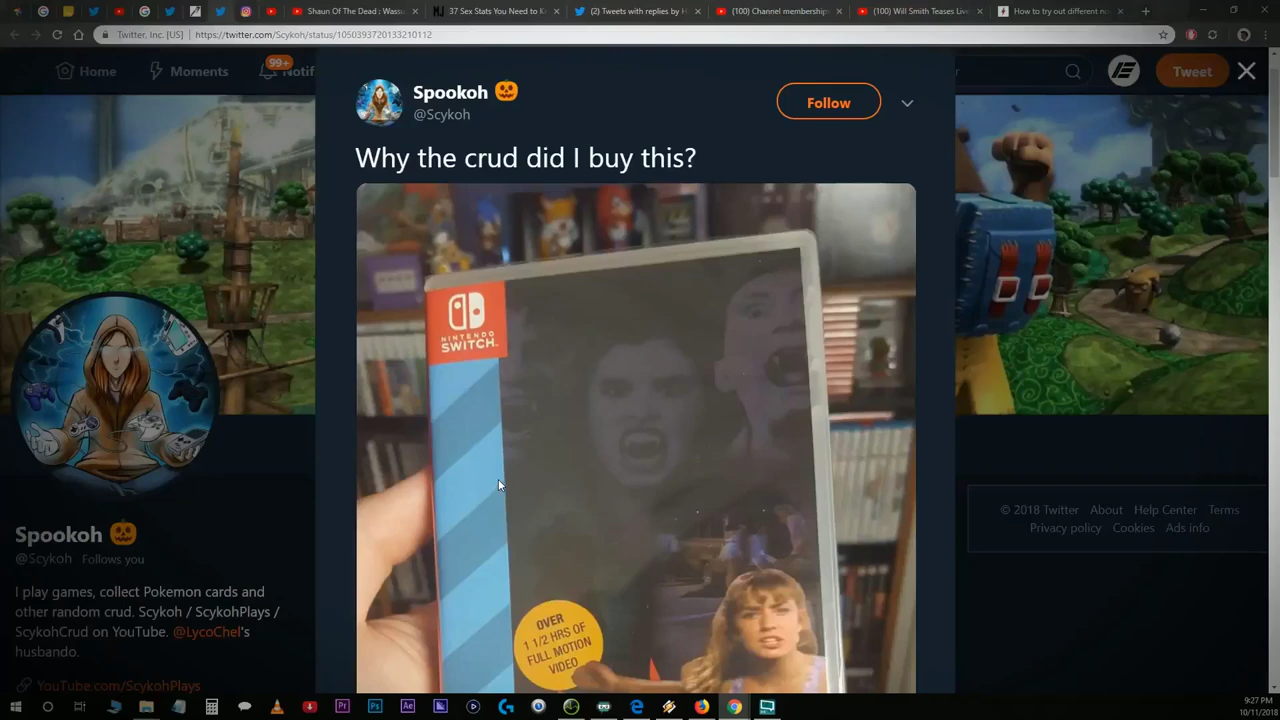 Shaun Of The Dead : Wassu
37 Sex Stats You Need to K
(2) Tweets with replies by
(100) Channel membership
(100) Will Smith Teases Live
How to try out different
Twitter, Inc. [US]
https://twitter.com/Scykoh/status/1050393720133210112
Home
Moments
99+
Notif
Tweet
Spookoh
@Scykoh
Follow
Why the crud did I buy this?
NINTENDO
SWITCH
OVER
1 1/2 HRS OF
FULL MOTION
VIDEO
Spookoh
@Scykoh Follows you
I play games, collect Pokemon cards and
other random crud. Scykoh / ScykohPlays /
ScykohCrud on YouTube. @LycoChel's
husbando.
YouTube.com/ScykohPlays
© 2018 Twitter About Help Center Terms
Privacy policy Cookies Ads info
9:27 PM
10/11/2018